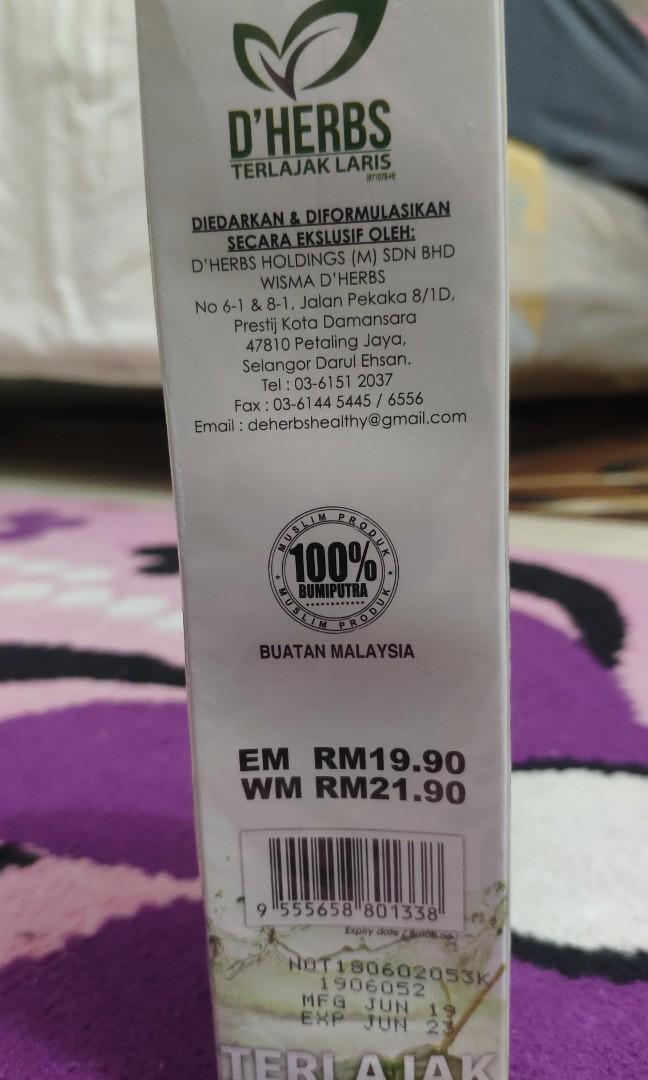 D'HERBS
TERLAJAK LARIS
(971078-H)
DIEDARKAN & DIFORMULASIKAN
SECARA EKSLUSIF OLEH:
D'HERBS HOLDINGS (M) SDN BHD
WISMA D'HERBS
No 6-1 & 8-1, Jalan Pekaka 8/1D,
Prestij Kota Damansara
47810 Petaling Jaya,
Selangor Darul Ehsan.
Tel : 03-6151 2037
Fax : 03-6144 5445 / 6556
Email : deherbshealthy@gmail.com
MUSLIM PRODUK
100%
BUMIPUTRA
MUSLIM PRODUK
BUATAN MALAYSIA
EM RM19.90
WM RM21.90
9 555658 801338
Expiry date / Batch no
NOT180602053K
1906052
MFG JUN 19
EXP JUN 23
TERLAJAK